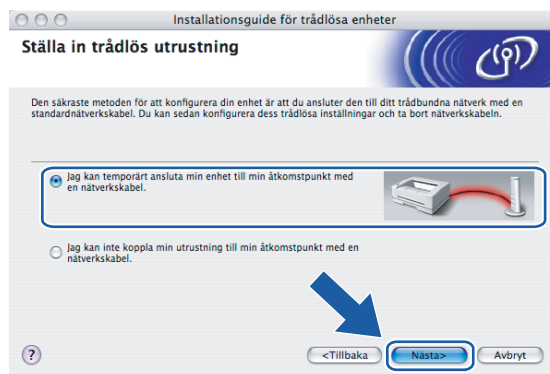 Installationsguide för trådlösa enheter
Ställa in trådlös utrustning
Den säkraste metoden för att konfigurera din enhet är att du ansluter den till ditt trådbundna nätverk med en
standardnätverkskabel. Du kan sedan konfigurera dess trådlösa inställningar och ta bort nätverkskabeln.
Jag kan temporärt ansluta min enhet till min åtkomstpunkt med
en nätverkskabel.
Jag kan inte koppla min utrustning till min åtkomstpunkt med en
nätverkskabel.
?
<Tillbaka
Nästa>
Avbryt